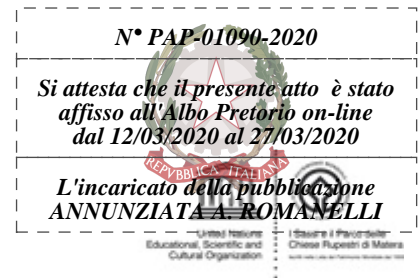 N° PAP-01090-2020
Si attesta che il presente atto è stato
affisso all'Albo Pretorio on-line
dal 12/03/2020 al 27/03/2020
REPVBBLICA ITALIANA
L'incaricato della pubblicazione
ANNUNZIATA A. ROMANELLI
United Nations
Educational, Scientific and
Cultural Organization
I Sassi e il Parco delle
Chiese Rupestri di Matera